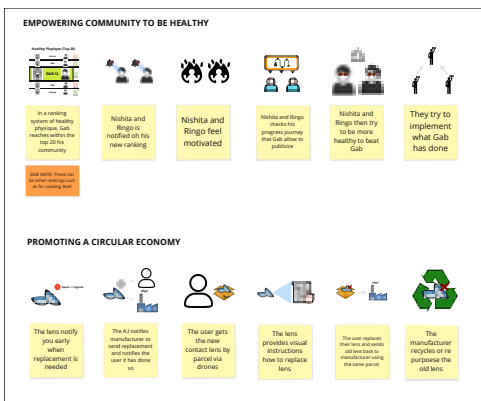 EMPOWERING COMMUNITY TO BE HEALTHY
Healthy Physique (Top 20)
Gab U.
In a ranking
system of healthy
physique, Gab
reaches within the
top 20 his
community
Nishita and
Ringo is
notified oh his
new ranking
Nishita and
Ringo feel
motivated
Nishita and Ringo
checks his
progress journey
that Gab allow to
publicize
Nishita and
Ringo then try
to be more
healthy to beat
Gab
They try to
implement
what Gab
has done
SIDE NOTE: There can
be other rankings such
as for cooking level
PROMOTING A CIRCULAR ECONOMY
The lens notify
you early
when
replacement is
needed
The A.I notifies
manufacturer to
send replacement
and notifies the
user it has done
so
The user gets
the new
contact lens by
parcel via
drones
The lens
provides visual
instructions
how to replace
lens
The user replaces
their lens and sends
old lens back to
manufacturer using
the same parcel.
The
manufacturer
recycles or re
purpoese the
old lens